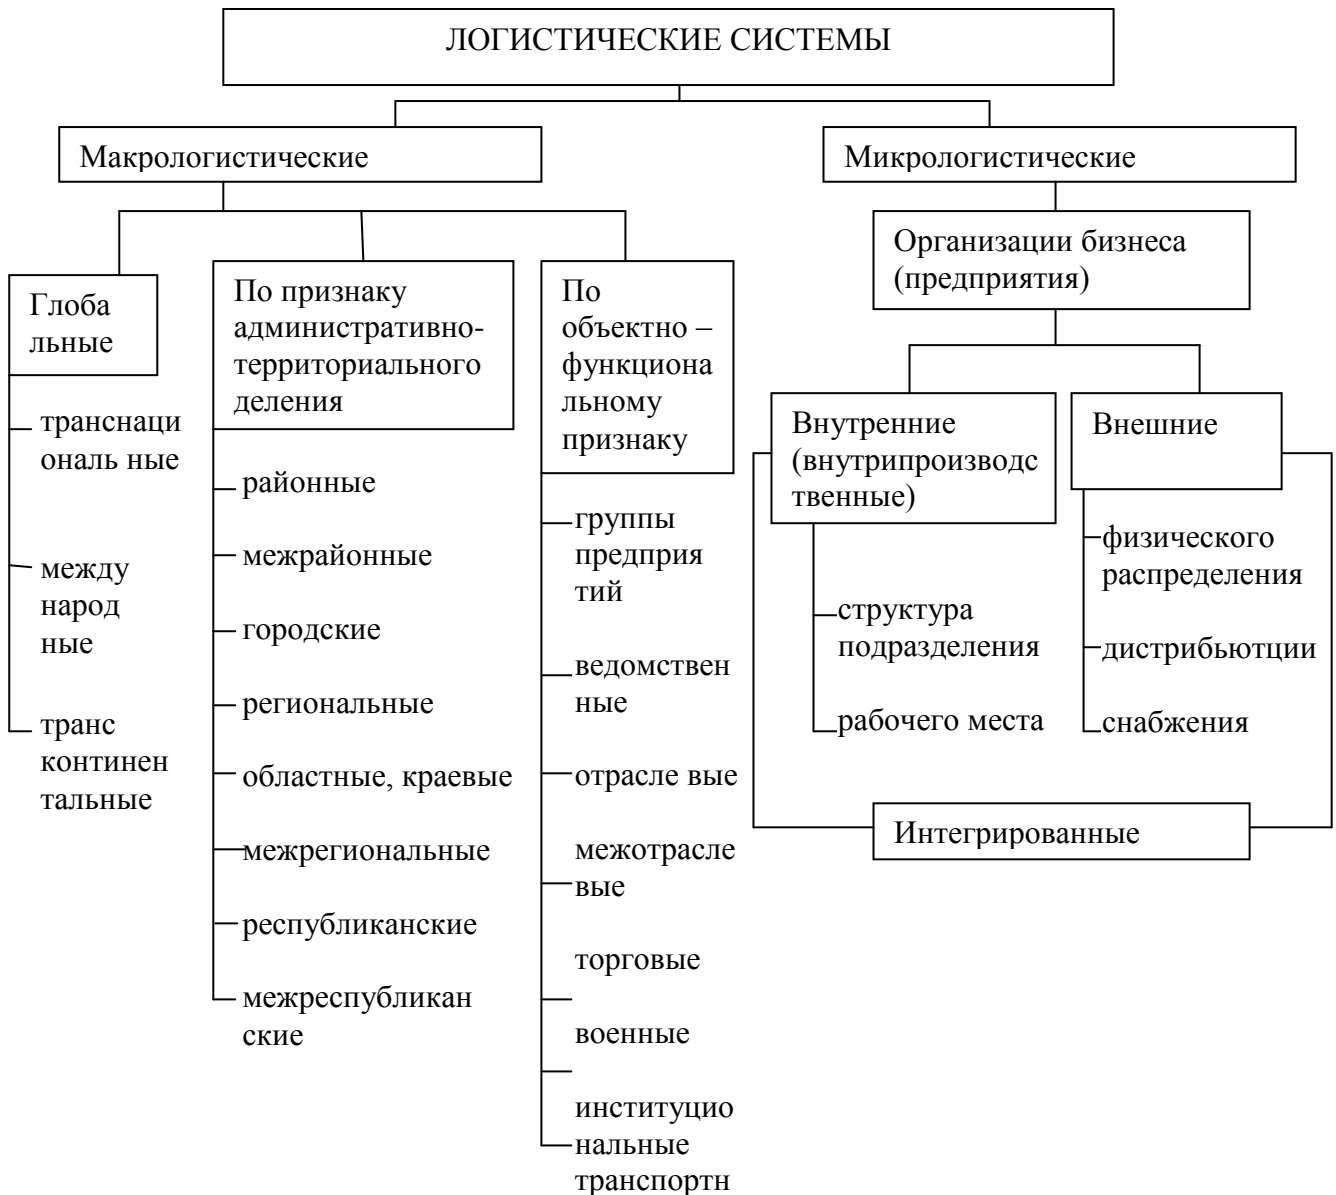 ЛОГИСТИЧЕСКИЕ СИСТЕМЫ
Макрологистические
Микрологистические
Глоба
льные
транснаци
ональ ные
между
народ
ные
транс
континен
тальные
По признаку
административно-
территориального
деления
районные
межрайонные
городские
региональные
областные, краевые
межрегиональные
республиканские
межреспубликан
ские
По
объектно –
функциона
льному
признаку
группы
предприя
тий
ведомствен
ные
отрасле вые
межотрасле
вые
торговые
военные
институцио
нальные
транспортн
Организации бизнеса
(предприятия)
Внутренние
(внутрипроизводс
твенные)
структура
подразделения
рабочего места
Внешние
физического
распределения
дистрибьютции
снабжения
Интегрированные